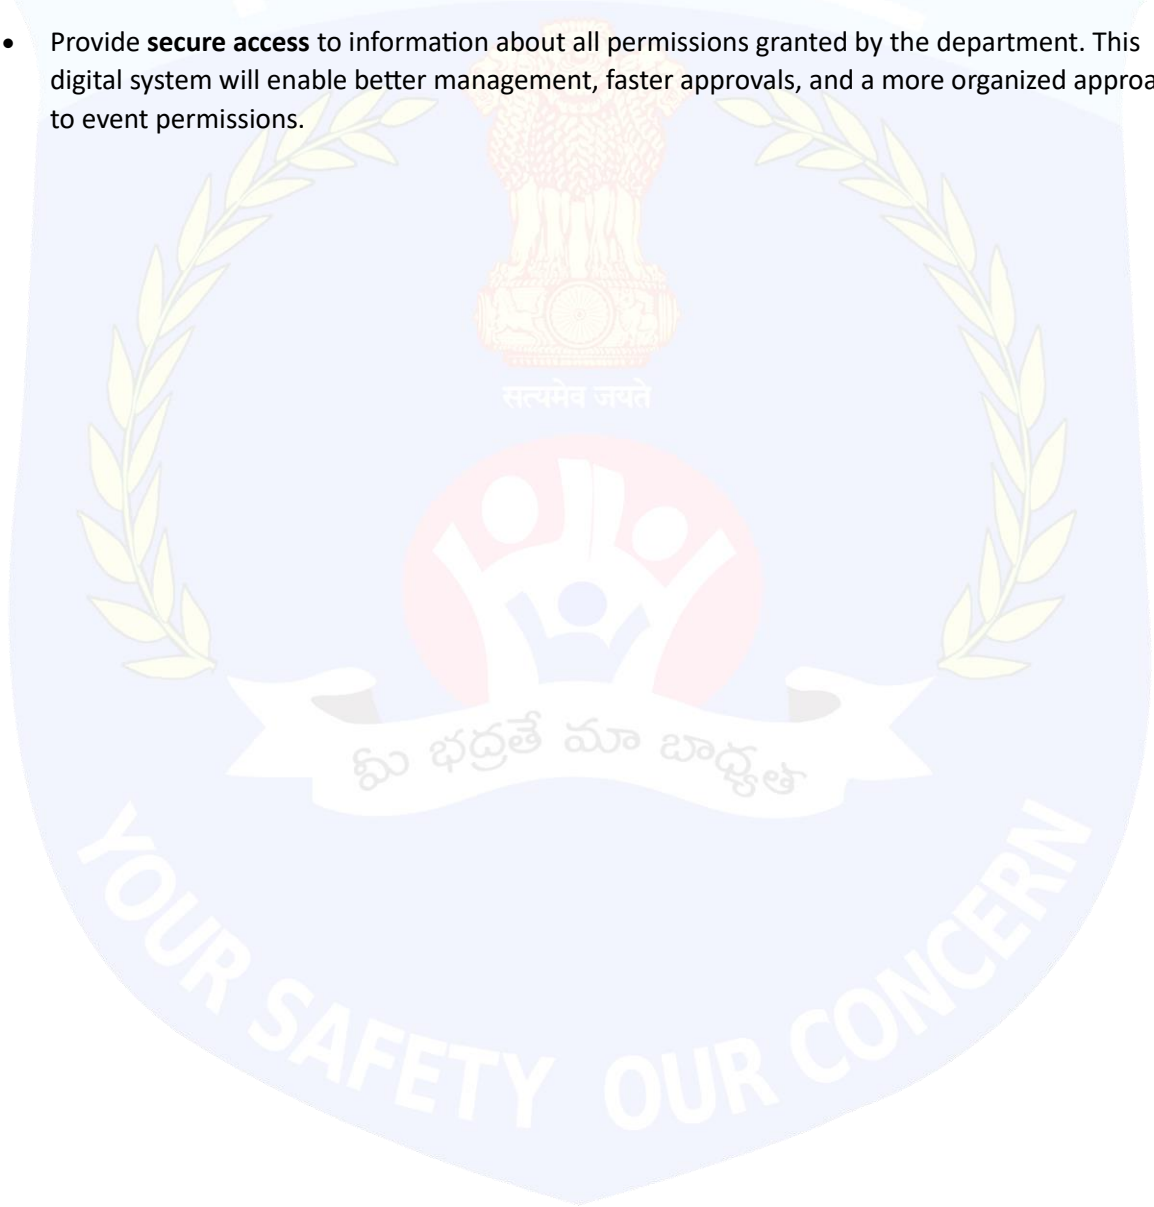 • Provide secure access to information about all permissions granted by the department. This
digital system will enable better management, faster approvals, and a more organized approa
to event permissions.
सत्यमेव जयते
మీ భద్రతే మా బాధ్యత
YOUR SAFETY OUR CONCERN